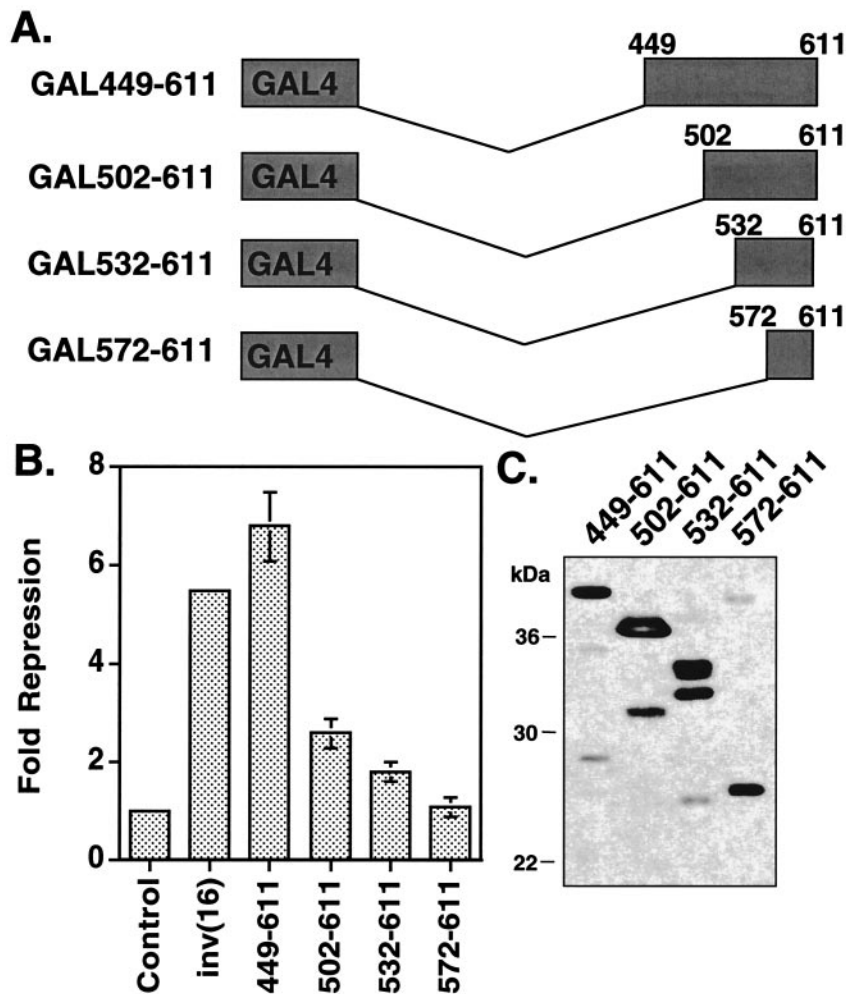 A.
449 611
GAL449-611 GAL4
502 611
GAL502-611 GAL4
532 611
GAL532-611 GAL4
572 611
GAL572-611 GAL4
B.
Fold Repression
8
6
4
2
0
Control
inv(16)
449-611
502-611
532-611
572-611
C.
449-611
502-611
532-611
572-611
kDa
36
30
22